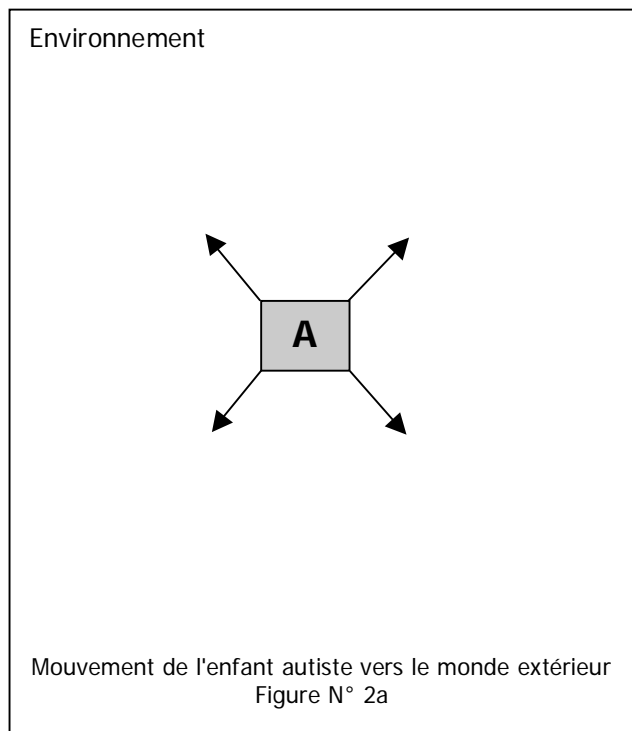 Environnement
A
Mouvement de l'enfant autiste vers le monde extérieur
Figure N° 2a